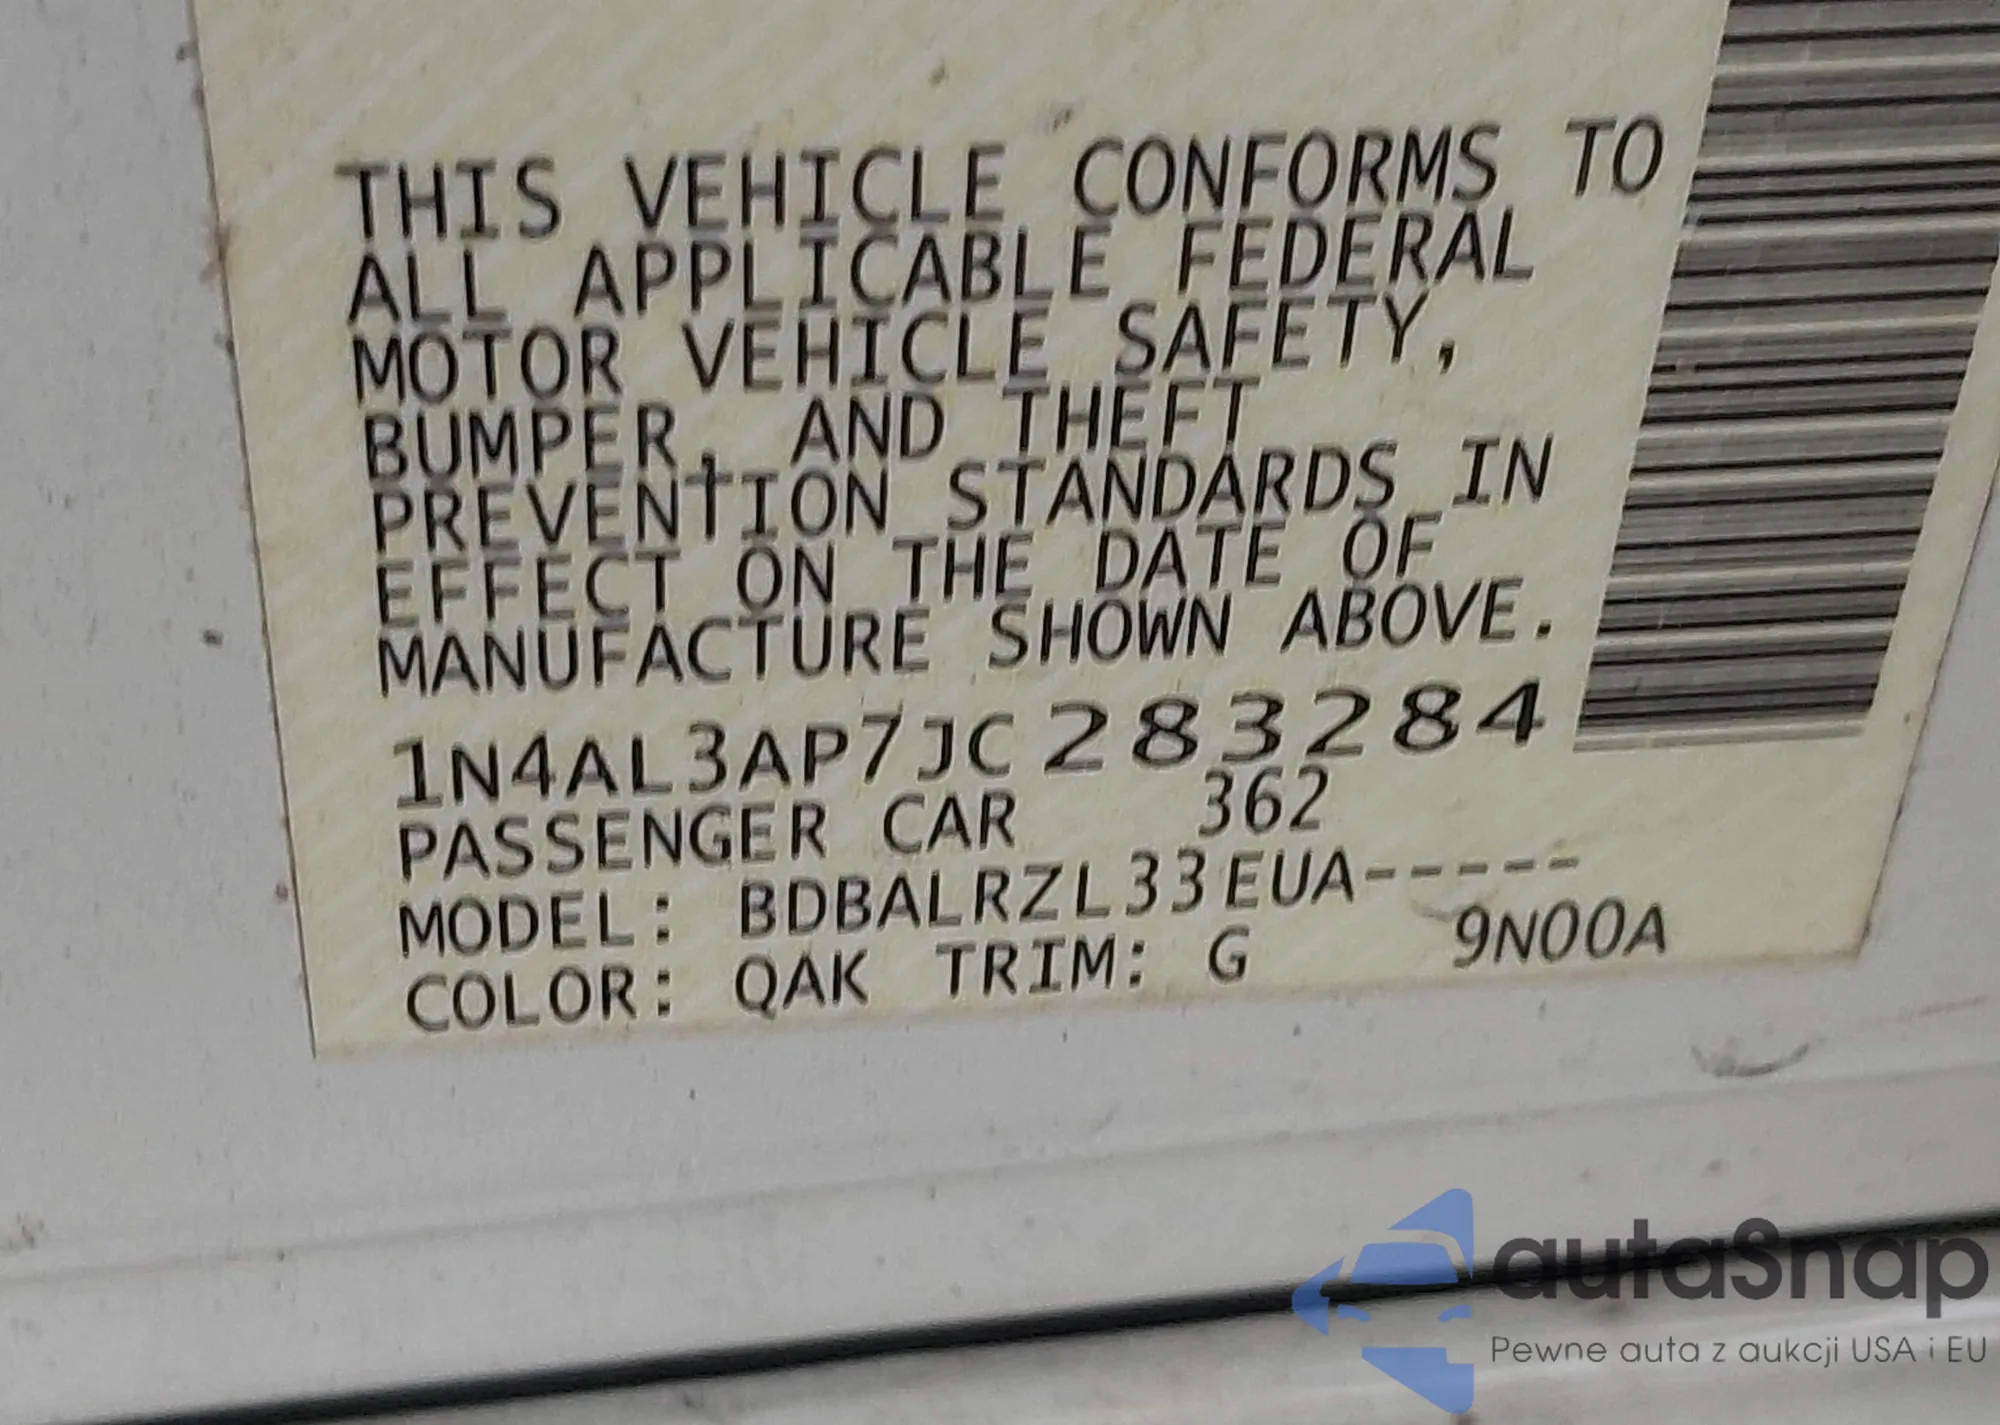 THIS VEHICLE CONFORMS TO
ALL APPLICABLE FEDERAL
MOTOR VEHICLE SAFETY,
BUMPER, AND THEFT
PREVENTION STANDARDS IN
EFFECT ON THE DATE OF
MANUFACTURE SHOWN ABOVE.
1N4AL3AP7JC283284
PASSENGER CAR 362
MODEL: BDBALRZL33EUA-----
COLOR: QAK TRIM: G 9N00A
autaSnap
Pewne auta z aukcji USA i EU